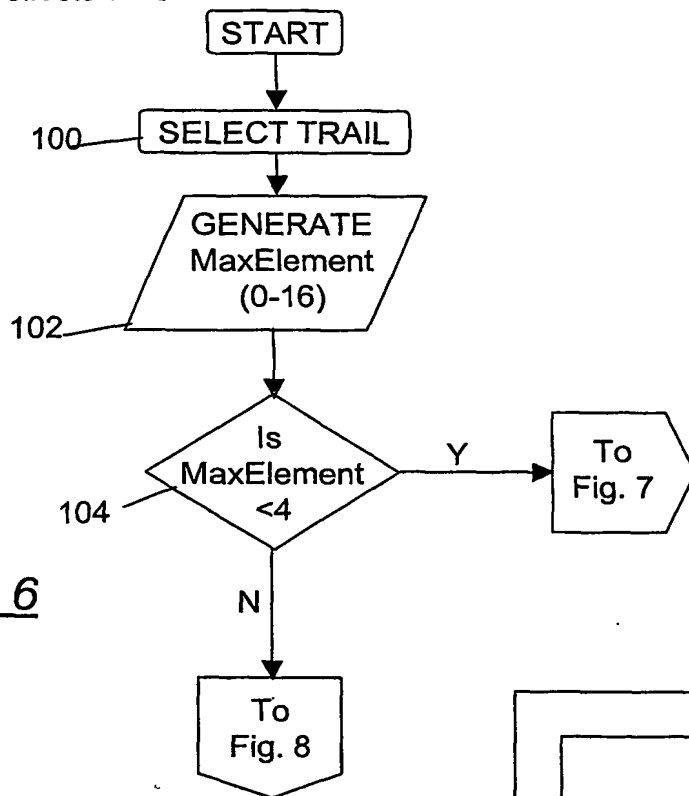 START
100
SELECT TRAIL
GENERATE
MaxElement
(0-16)
102
Is
MaxElement
<4
104
Y
To
Fig. 7
N
6
To
Fig. 8